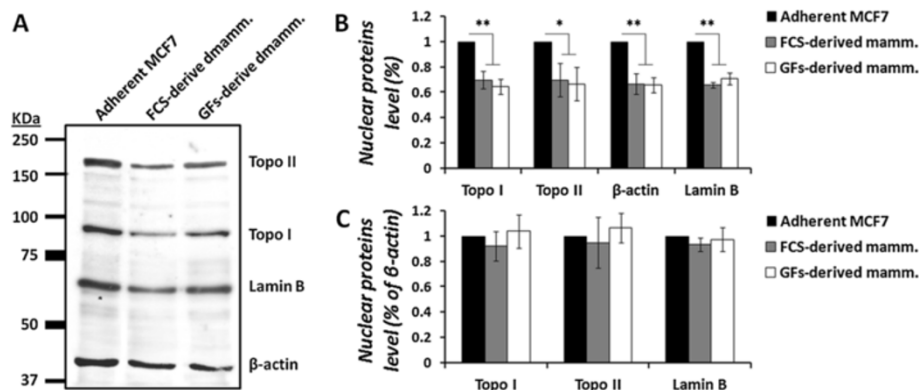 A
Adherent MCF7
FCS-derive dmamm.
GFs-derive dmamm.
KDa
250
150
100
75
50
37
Topo II
Topo I
Lamin B
β-actin
B
Nuclear proteins
level (%)
1.2
1
0.8
0.6
0.4
0.2
0
**
*
**
**
Topo I
Topo II
β-actin
Lamin B
Adherent MCF7
FCS-derived mamm.
GFs-derived mamm.
C
Nuclear proteins
level (% of β-actin)
1.2
1
0.8
0.6
0.4
0.2
0
Topo I
Topo II
Lamin B
Adherent MCF7
FCS-derived mamm.
GFs-derived mamm.